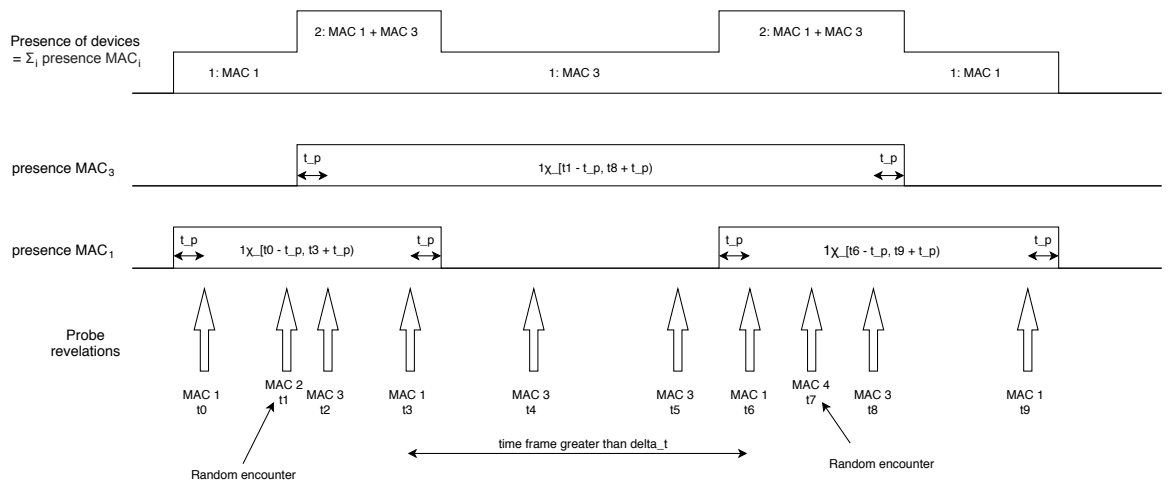 2: MAC 1 + MAC 3
2: MAC 1 + MAC 3
Presence of devices
= Σi presence MACi
1: MAC 1
1: MAC 3
1: MAC 1
presence MAC3
t_p
1χ_[t1 - t_p, t8 + t_p)
t_p
presence MAC1
t_p
1χ_[t0 - t_p, t3 + t_p)
t_p
t_p
1χ_[t6 - t_p, t9 + t_p)
t_p
Probe
revelations
MAC 1
t0
MAC 2
t1
MAC 3
t2
MAC 1
t3
MAC 3
t4
MAC 3
t5
MAC 1
t6
MAC 4
t7
MAC 3
t8
MAC 1
t9
time frame greater than delta_t
Random encounter
Random encounter